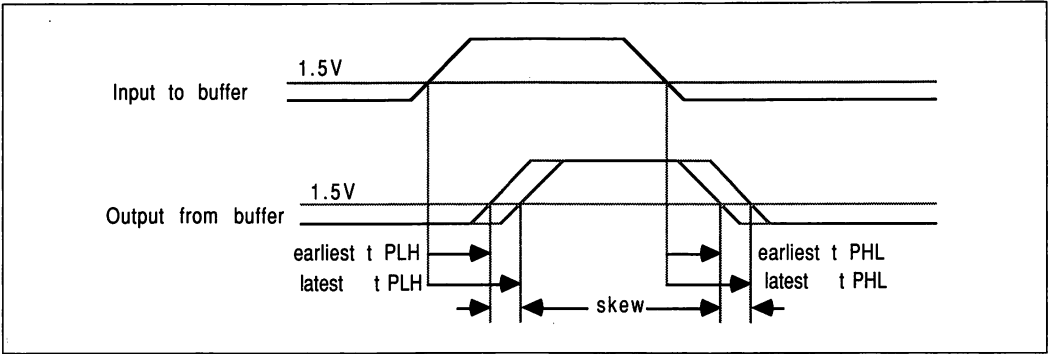 1.5V
Input to buffer
1.5V
Output from buffer
earliest t PLH
earliest t PHL
latest t PLH
latest t PHL
skew